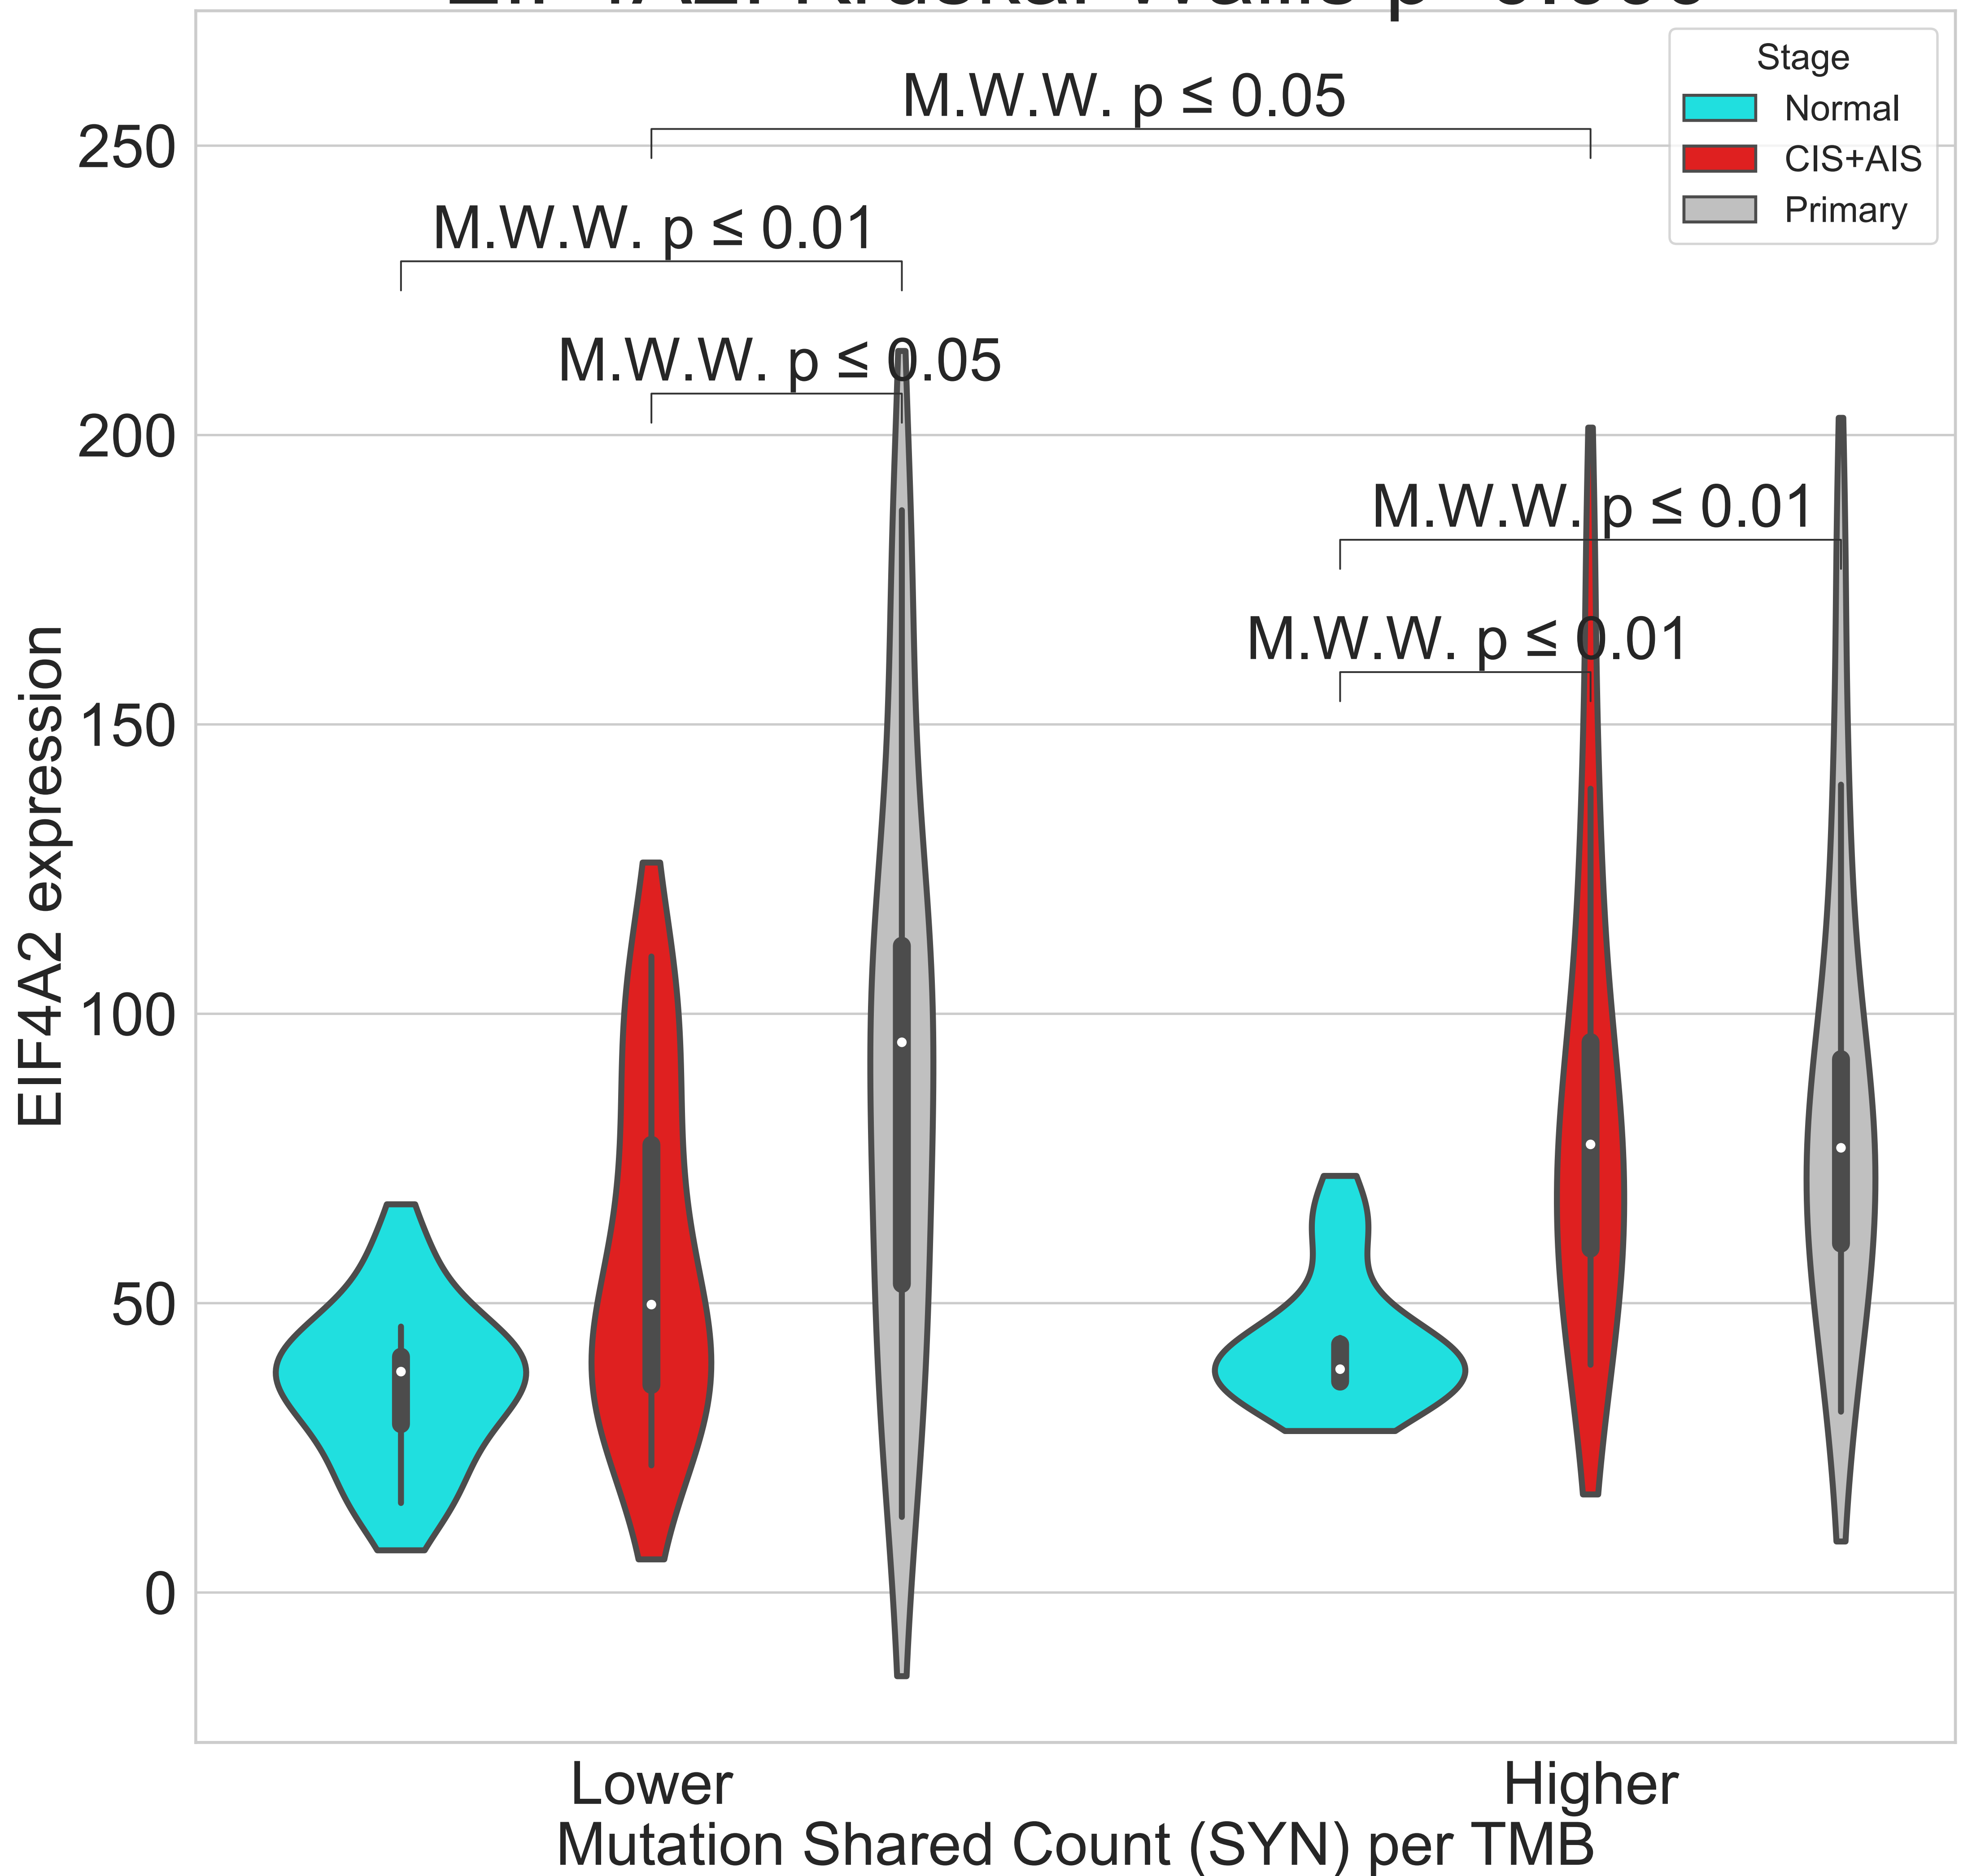 Stage
Normal
CIS+AIS
Primary
M.W.W. p ≤ 0.05
M.W.W. p ≤ 0.01
M.W.W. p ≤ 0.05
M.W.W. p ≤ 0.01
M.W.W. p ≤ 0.01
250
200
150
100
50
0
EIF4A2 expression
Lower
Higher
Mutation Shared Count (SYN) per TMB